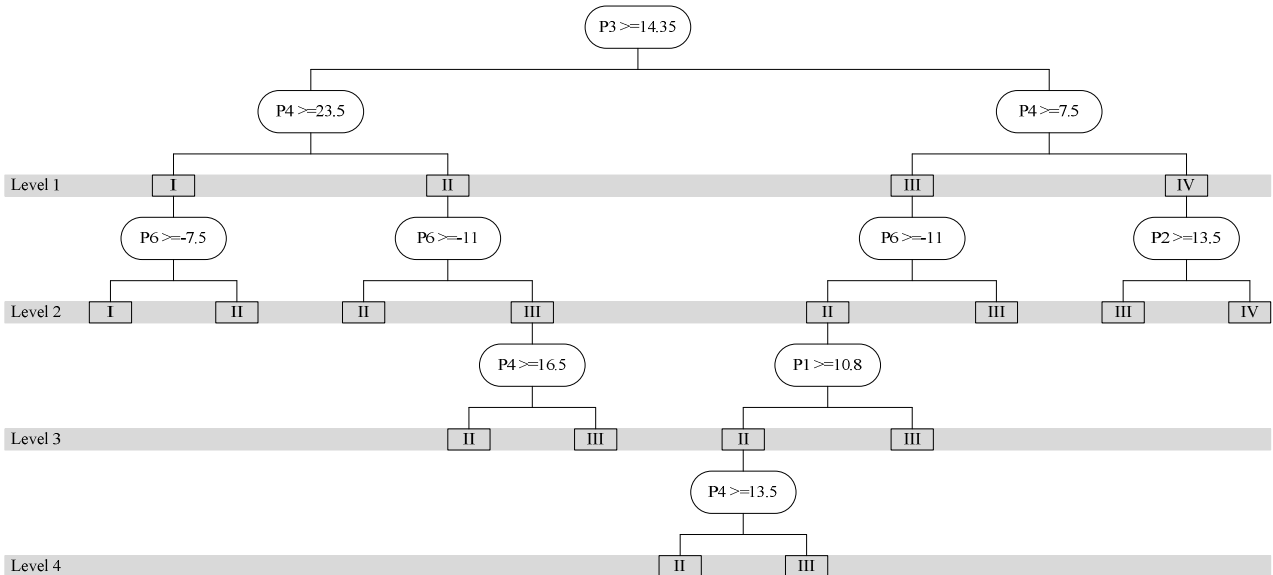 P3 >=14.35
P4 >=23.5 P4 >=7.5
Level 1 I II III IV
P6 >=-7.5 P6 >=-11 P6 >=-11 P2 >=13.5
Level 2 I II II III II III III IV
P4 >=16.5 P1 >=10.8
Level 3 II III II III
P4 >=13.5
Level 4 II III